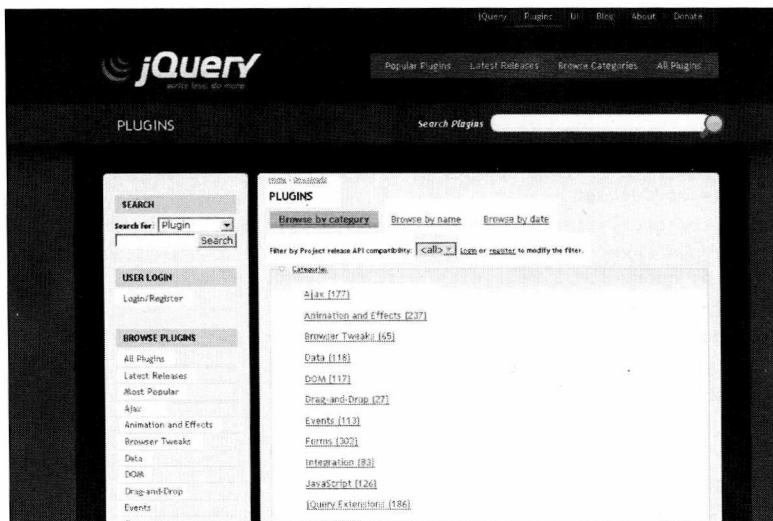 jQuery Plugins UI Blog About Donate
jQuery
write less, do more.
Popular Plugins Latest Releases Browse Categories All Plugins
PLUGINS
Search Plugins
Home › Downloads
PLUGINS
Browse by category Browse by name Browse by date
Filter by Project release API compatibility: <all> Login or register to modify the filter.
Categories
Ajax (177)
Animation and Effects (237)
Browser Tweaks (65)
Data (118)
DOM (117)
Drag-and-Drop (27)
Events (113)
Forms (302)
Integration (83)
JavaScript (126)
jQuery Extensions (186)
SEARCH
Search for: Plugin
Search
USER LOGIN
Login/Register
BROWSE PLUGINS
All Plugins
Latest Releases
Most Popular
Ajax
Animation and Effects
Browser Tweaks
Data
DOM
Drag-and-Drop
Events